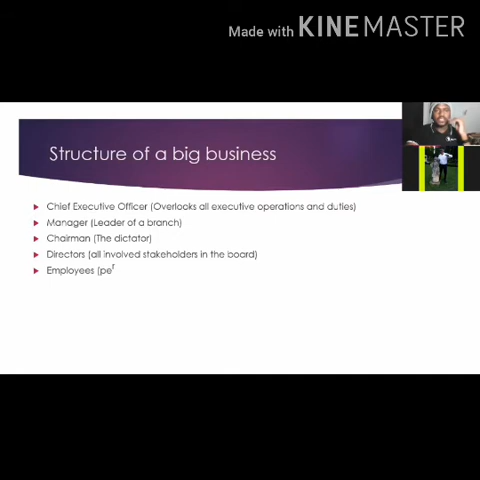 Made with KINEMASTER
Structure of a big business
Chief Executive Officer (Overlooks all executive operations and duties)
Manager (Leader of a branch)
Chairman (The dictator)
Directors (all involved stakeholders in the board)
Employees (per